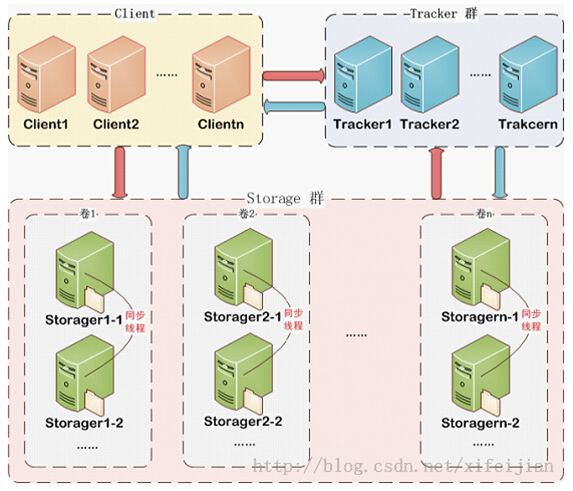 Client
Tracker 群
Client1
Client2
……
Clientn
Tracker1
Tracker2
……
Trakcern
Storage 群
卷1
卷2
卷n
Storager1-1
Storager2-1
Storagern-1
同步
线程
同步
线程
同步
线程
……
Storager1-2
Storager2-2
Storagern-2
……
……
……
http://blog.csdn.net/xifeijian